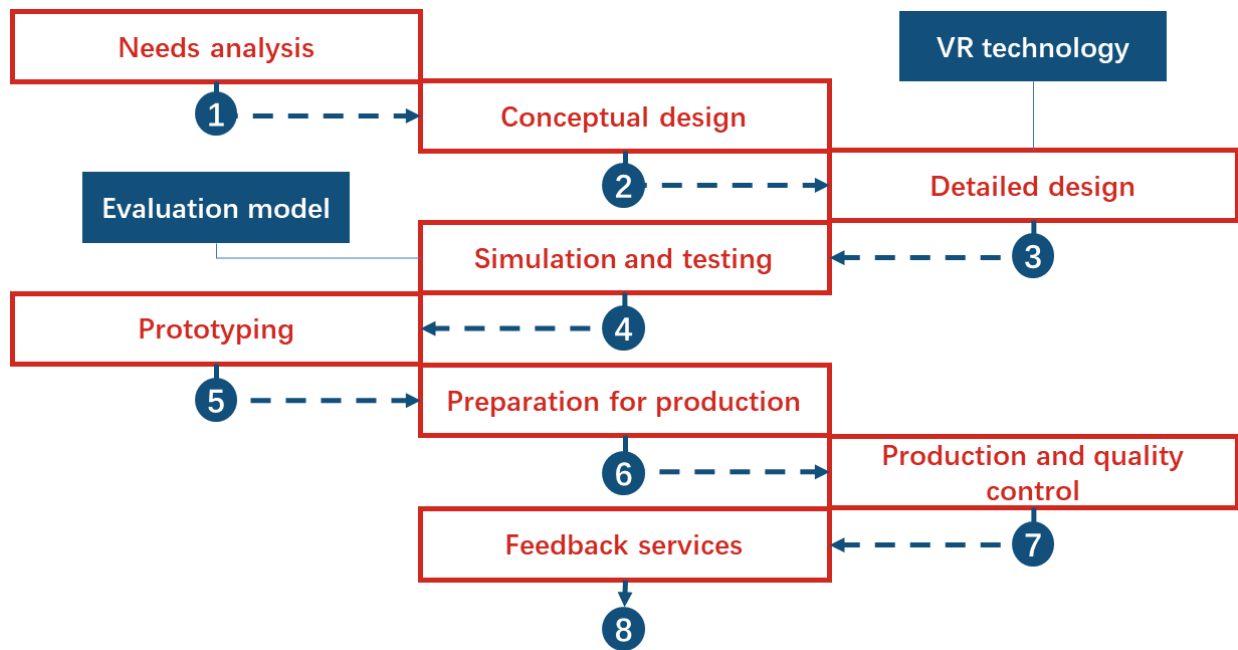 Needs analysis
VR technology
1
Conceptual design
2
Detailed design
Evaluation model
Simulation and testing
3
Prototyping
4
5
Preparation for production
6
Production and quality
control
Feedback services
7
8